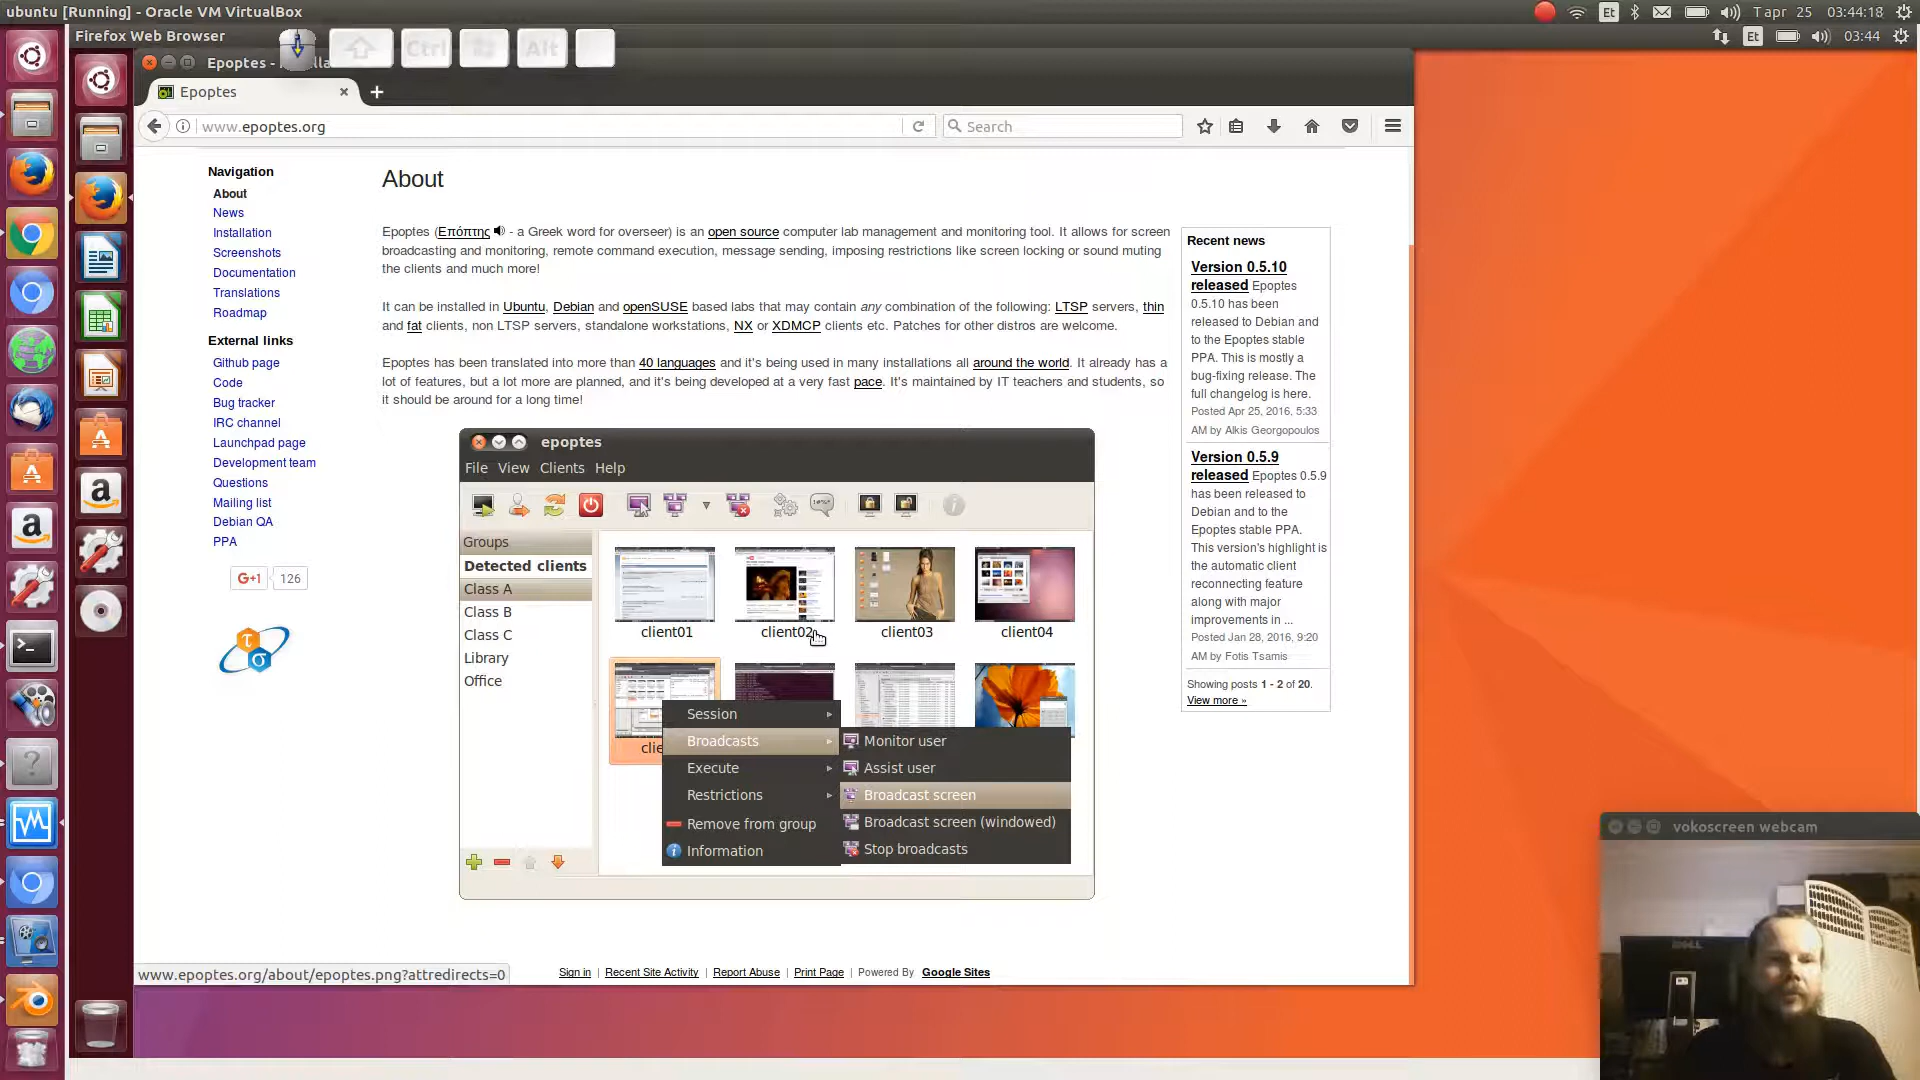 ubuntu [Running] - Oracle VM VirtualBox
Et
T apr 25 03:44:18
Firefox Web Browser
Ctrl
Alt
Et
03:44
Epoptes -
Epoptes
www.epoptes.org
Search
Navigation
About
News
Installation
Screenshots
Documentation
Translations
Roadmap
External links
Github page
Code
Bug tracker
IRC channel
Launchpad page
Development team
Questions
Mailing list
Debian QA
PPA
G+1 126
About
Epoptes (Επόπτης - a Greek word for overseer) is an open source computer lab management and monitoring tool. It allows for screen
broadcasting and monitoring, remote command execution, message sending, imposing restrictions like screen locking or sound muting
the clients and much more!
It can be installed in Ubuntu, Debian and openSUSE based labs that may contain any combination of the following: LTSP servers, thin
and fat clients, non LTSP servers, standalone workstations, NX or XDMCP clients etc. Patches for other distros are welcome.
Epoptes has been translated into more than 40 languages and it's being used in many installations all around the world. It already has a
lot of features, but a lot more are planned, and it's being developed at a very fast pace. It's maintained by IT teachers and students, so
it should be around for a long time!
epoptes
File View Clients Help
Groups
Detected clients
Class A
Class B
Class C
Library
Office
client01
client02
client03
client04
clie
Session
Broadcasts
Execute
Restrictions
Remove from group
Information
Monitor user
Assist user
Broadcast screen
Broadcast screen (windowed)
Stop broadcasts
Recent news
Version 0.5.10
released Epoptes
0.5.10 has been
released to Debian and
to the Epoptes stable
PPA. This is mostly a
bug-fixing release. The
full changelog is here.
Posted Apr 25, 2016, 5:33
AM by Alkis Georgopoulos
Version 0.5.9
released Epoptes 0.5.9
has been released to
Debian and to the
Epoptes stable PPA.
This version's highlight is
the automatic client
reconnecting feature
along with major
improvements in ...
Posted Jan 28, 2016, 9:20
AM by Fotis Tsamis
Showing posts 1 - 2 of 20.
View more »
www.epoptes.org/about/epoptes.png?attredirects=0
Sign in | Recent Site Activity | Report Abuse | Print Page | Powered By Google Sites
vokoscreen webcam
DELL